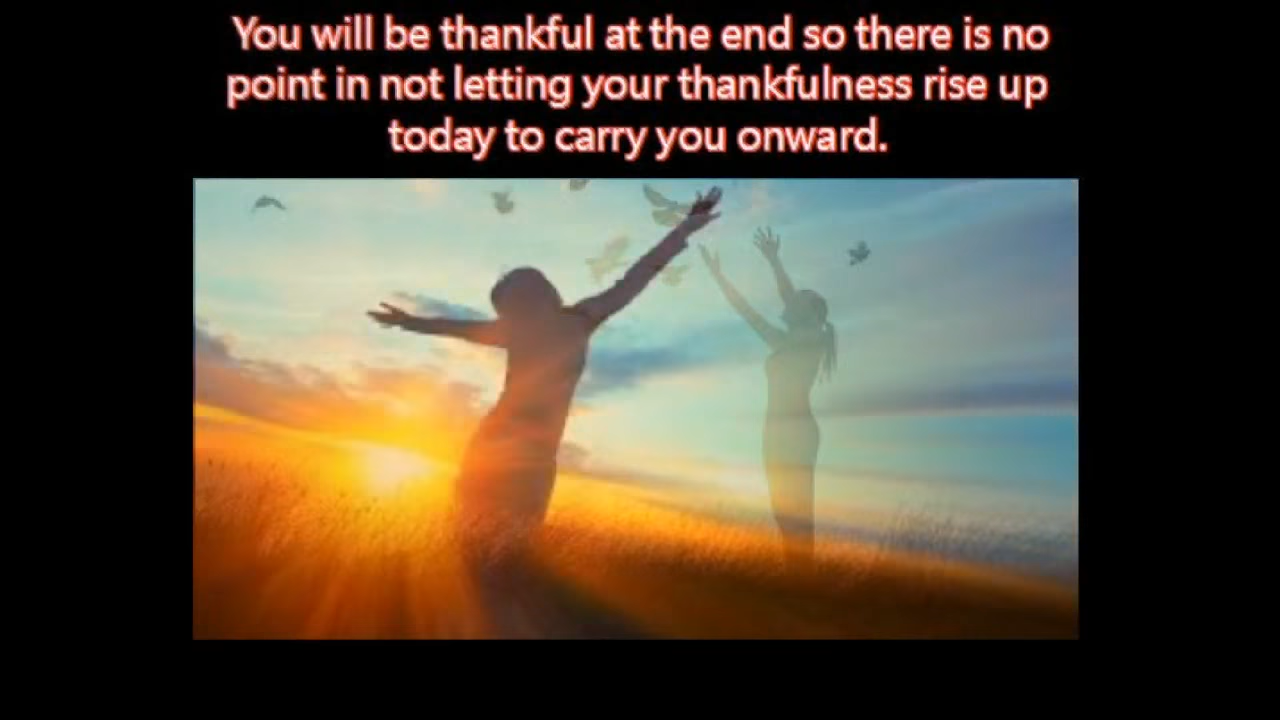 You will be thankful at the end so there is no
point in not letting your thankfulness rise up
today to carry you onward.